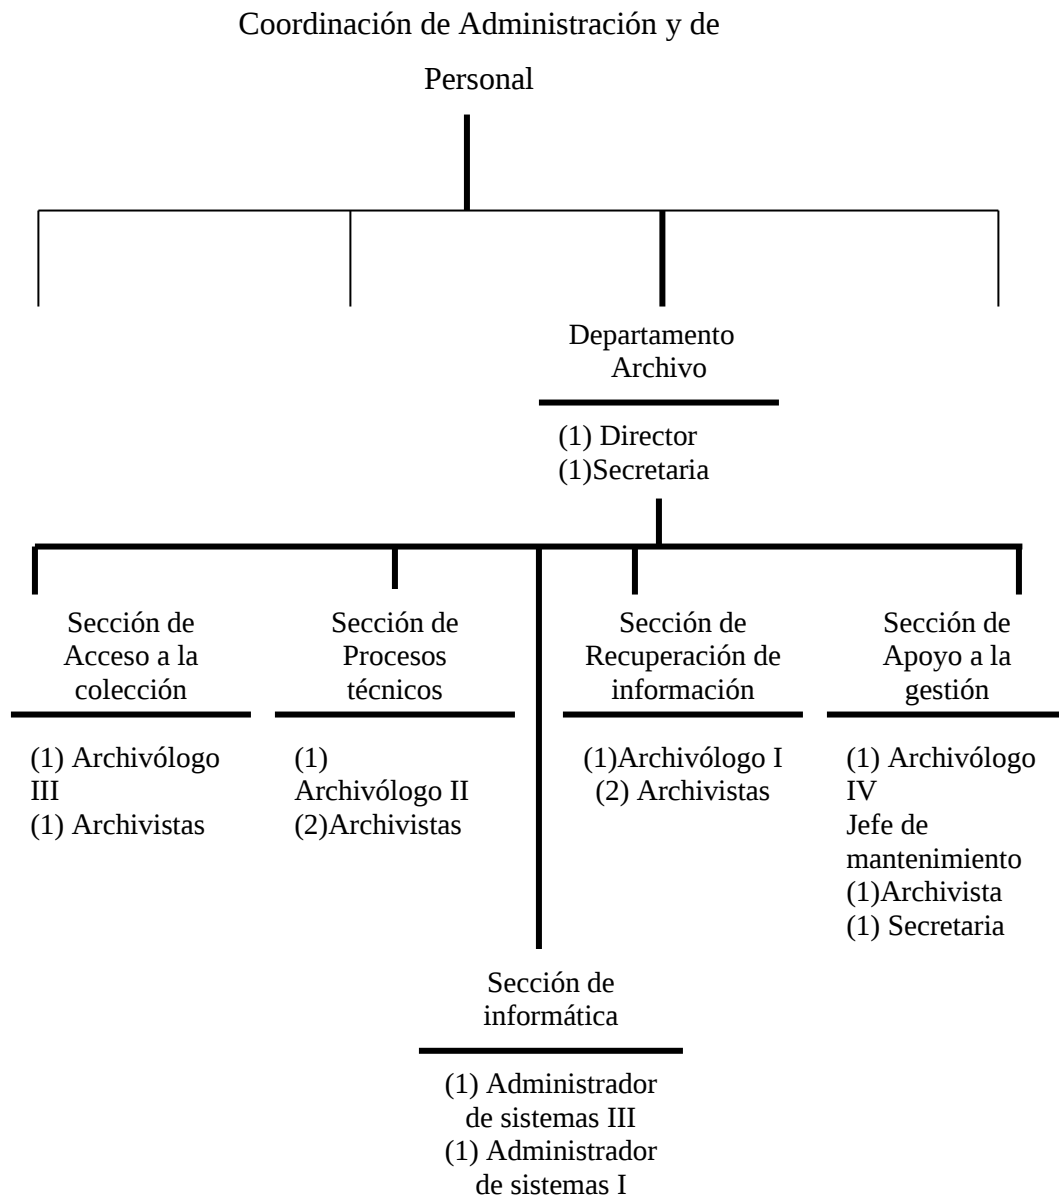 Coordinación de Administración y de
Personal
Departamento
Archivo
(1) Director
(1)Secretaria
Sección de
Acceso a la
colección
(1) Archivólogo
III
(1) Archivistas
Sección de
Procesos
técnicos
(1)
Archivólogo II
(2)Archivistas
Sección de
Recuperación de
información
(1)Archivólogo I
(2) Archivistas
Sección de
Apoyo a la
gestión
(1) Archivólogo
IV
Jefe de
mantenimiento
(1)Archivista
(1) Secretaria
Sección de
informática
(1) Administrador
de sistemas III
(1) Administrador
de sistemas I